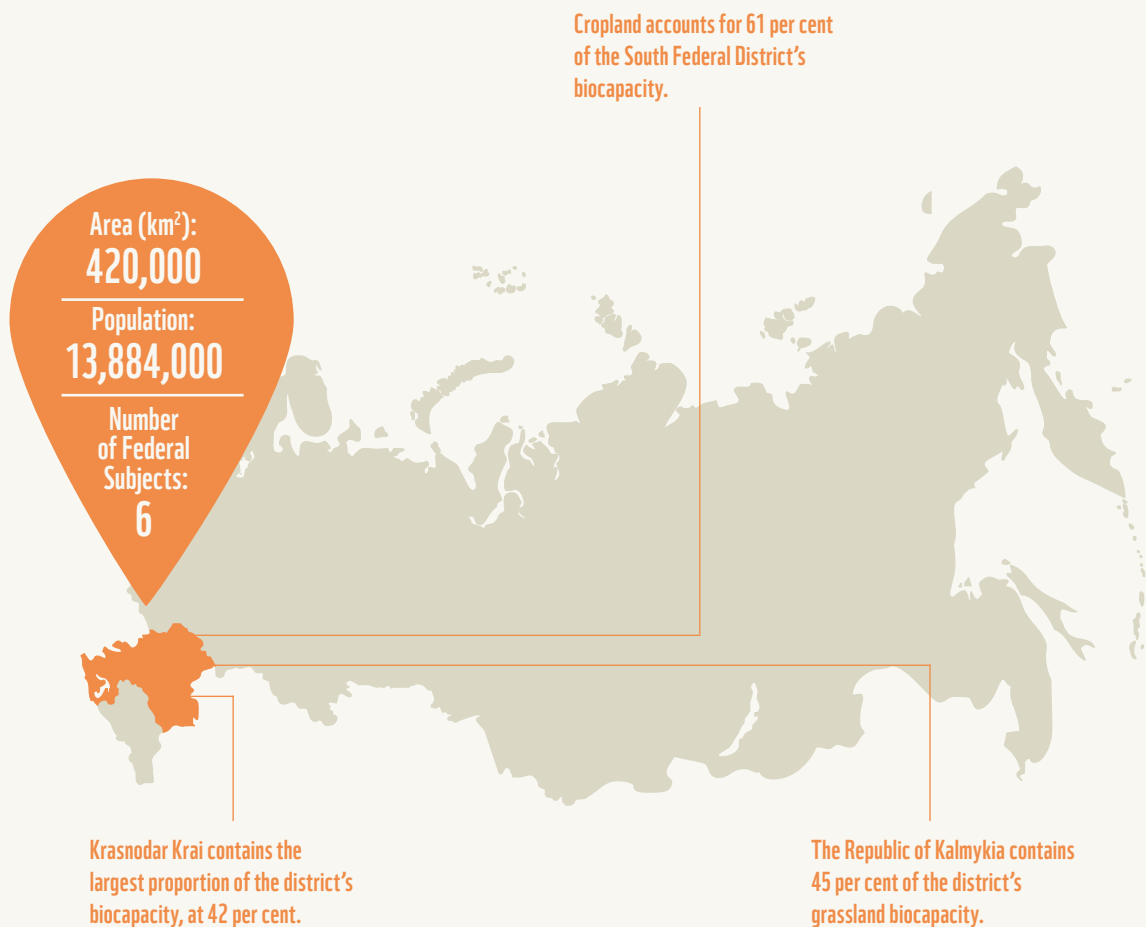 Cropland accounts for 61 per cent
of the South Federal District’s
biocapacity.
Area (km²):
420,000
Population:
13,884,000
Number
of Federal
Subjects:
6
Krasnodar Krai contains the
largest proportion of the district’s
biocapacity, at 42 per cent.
The Republic of Kalmykia contains
45 per cent of the district’s
grassland biocapacity.